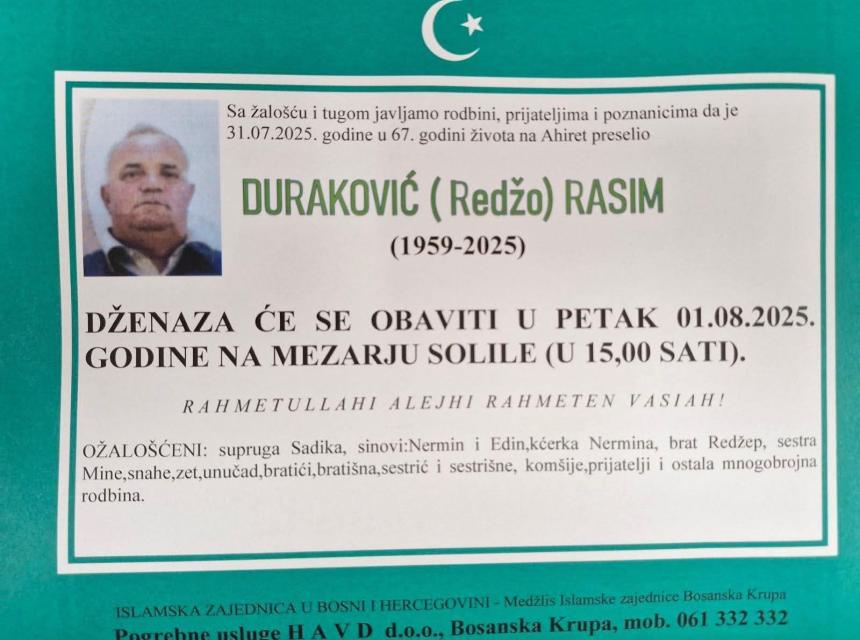 Sa žalošću i tugom javljamo rodbini, prijateljima i poznanicima da je
31.07.2025. godine u 67. godini života na Ahiret preselio
DURAKOVIĆ ( Redžo) RASIM
(1959-2025)
DŽENAZA ĆE SE OBAVITI U PETAK 01.08.2025.
GODINE NA MEZARJU SOLILE (U 15,00 SATI).
RAHMETULLAHI ALEJHI RAHMETEN VASIAH!
OŽALOŠĆENI: supruga Sadika, sinovi:Nermin i Edin,kćerka Nermina, brat Redžep, sestra
Mine,snahe,zet,unučad,bratići,bratišna,sestrić i sestrišne, komšije,prijatelji i ostala mnogobrojna
rodbina.
ISLAMSKA ZAJEDNICA U BOSNI I HERCEGOVINI - Medžlis Islamske zajednice Bosanska Krupa
Pogrebne usluge H A V D d.o.o., Bosanska Krupa, mob. 061 332 332